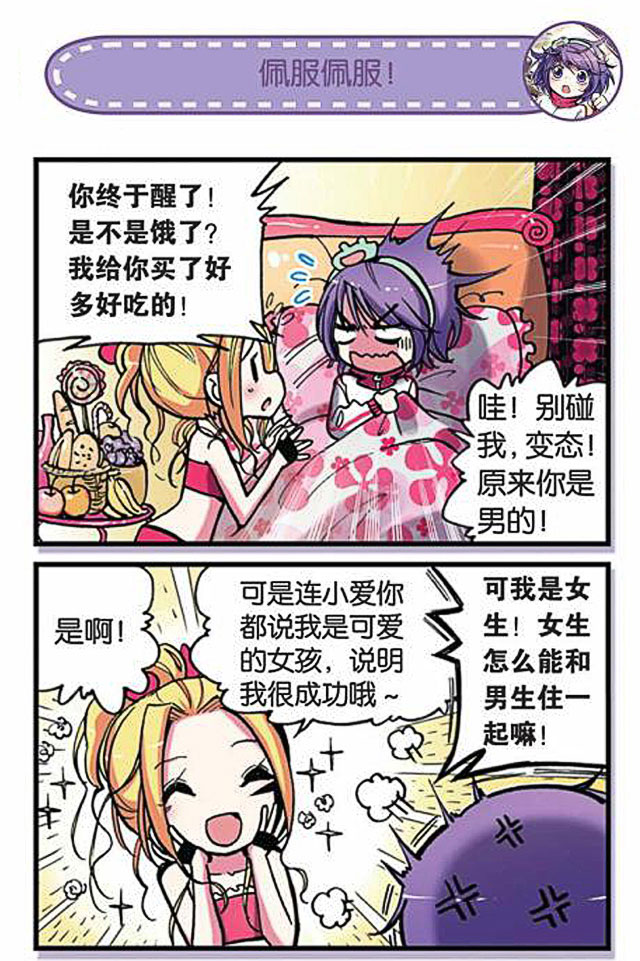 佩服佩服！
你终于醒了！
是不是饿了？
我给你买了好
多好吃的！
哇！别碰
我，变态！
原来你是
男的！
是啊！
可是连小爱你
都说我是可爱
的女孩，说明
我很成功哦～
可我是女
生！女生
怎么能和
男生住一
起嘛！